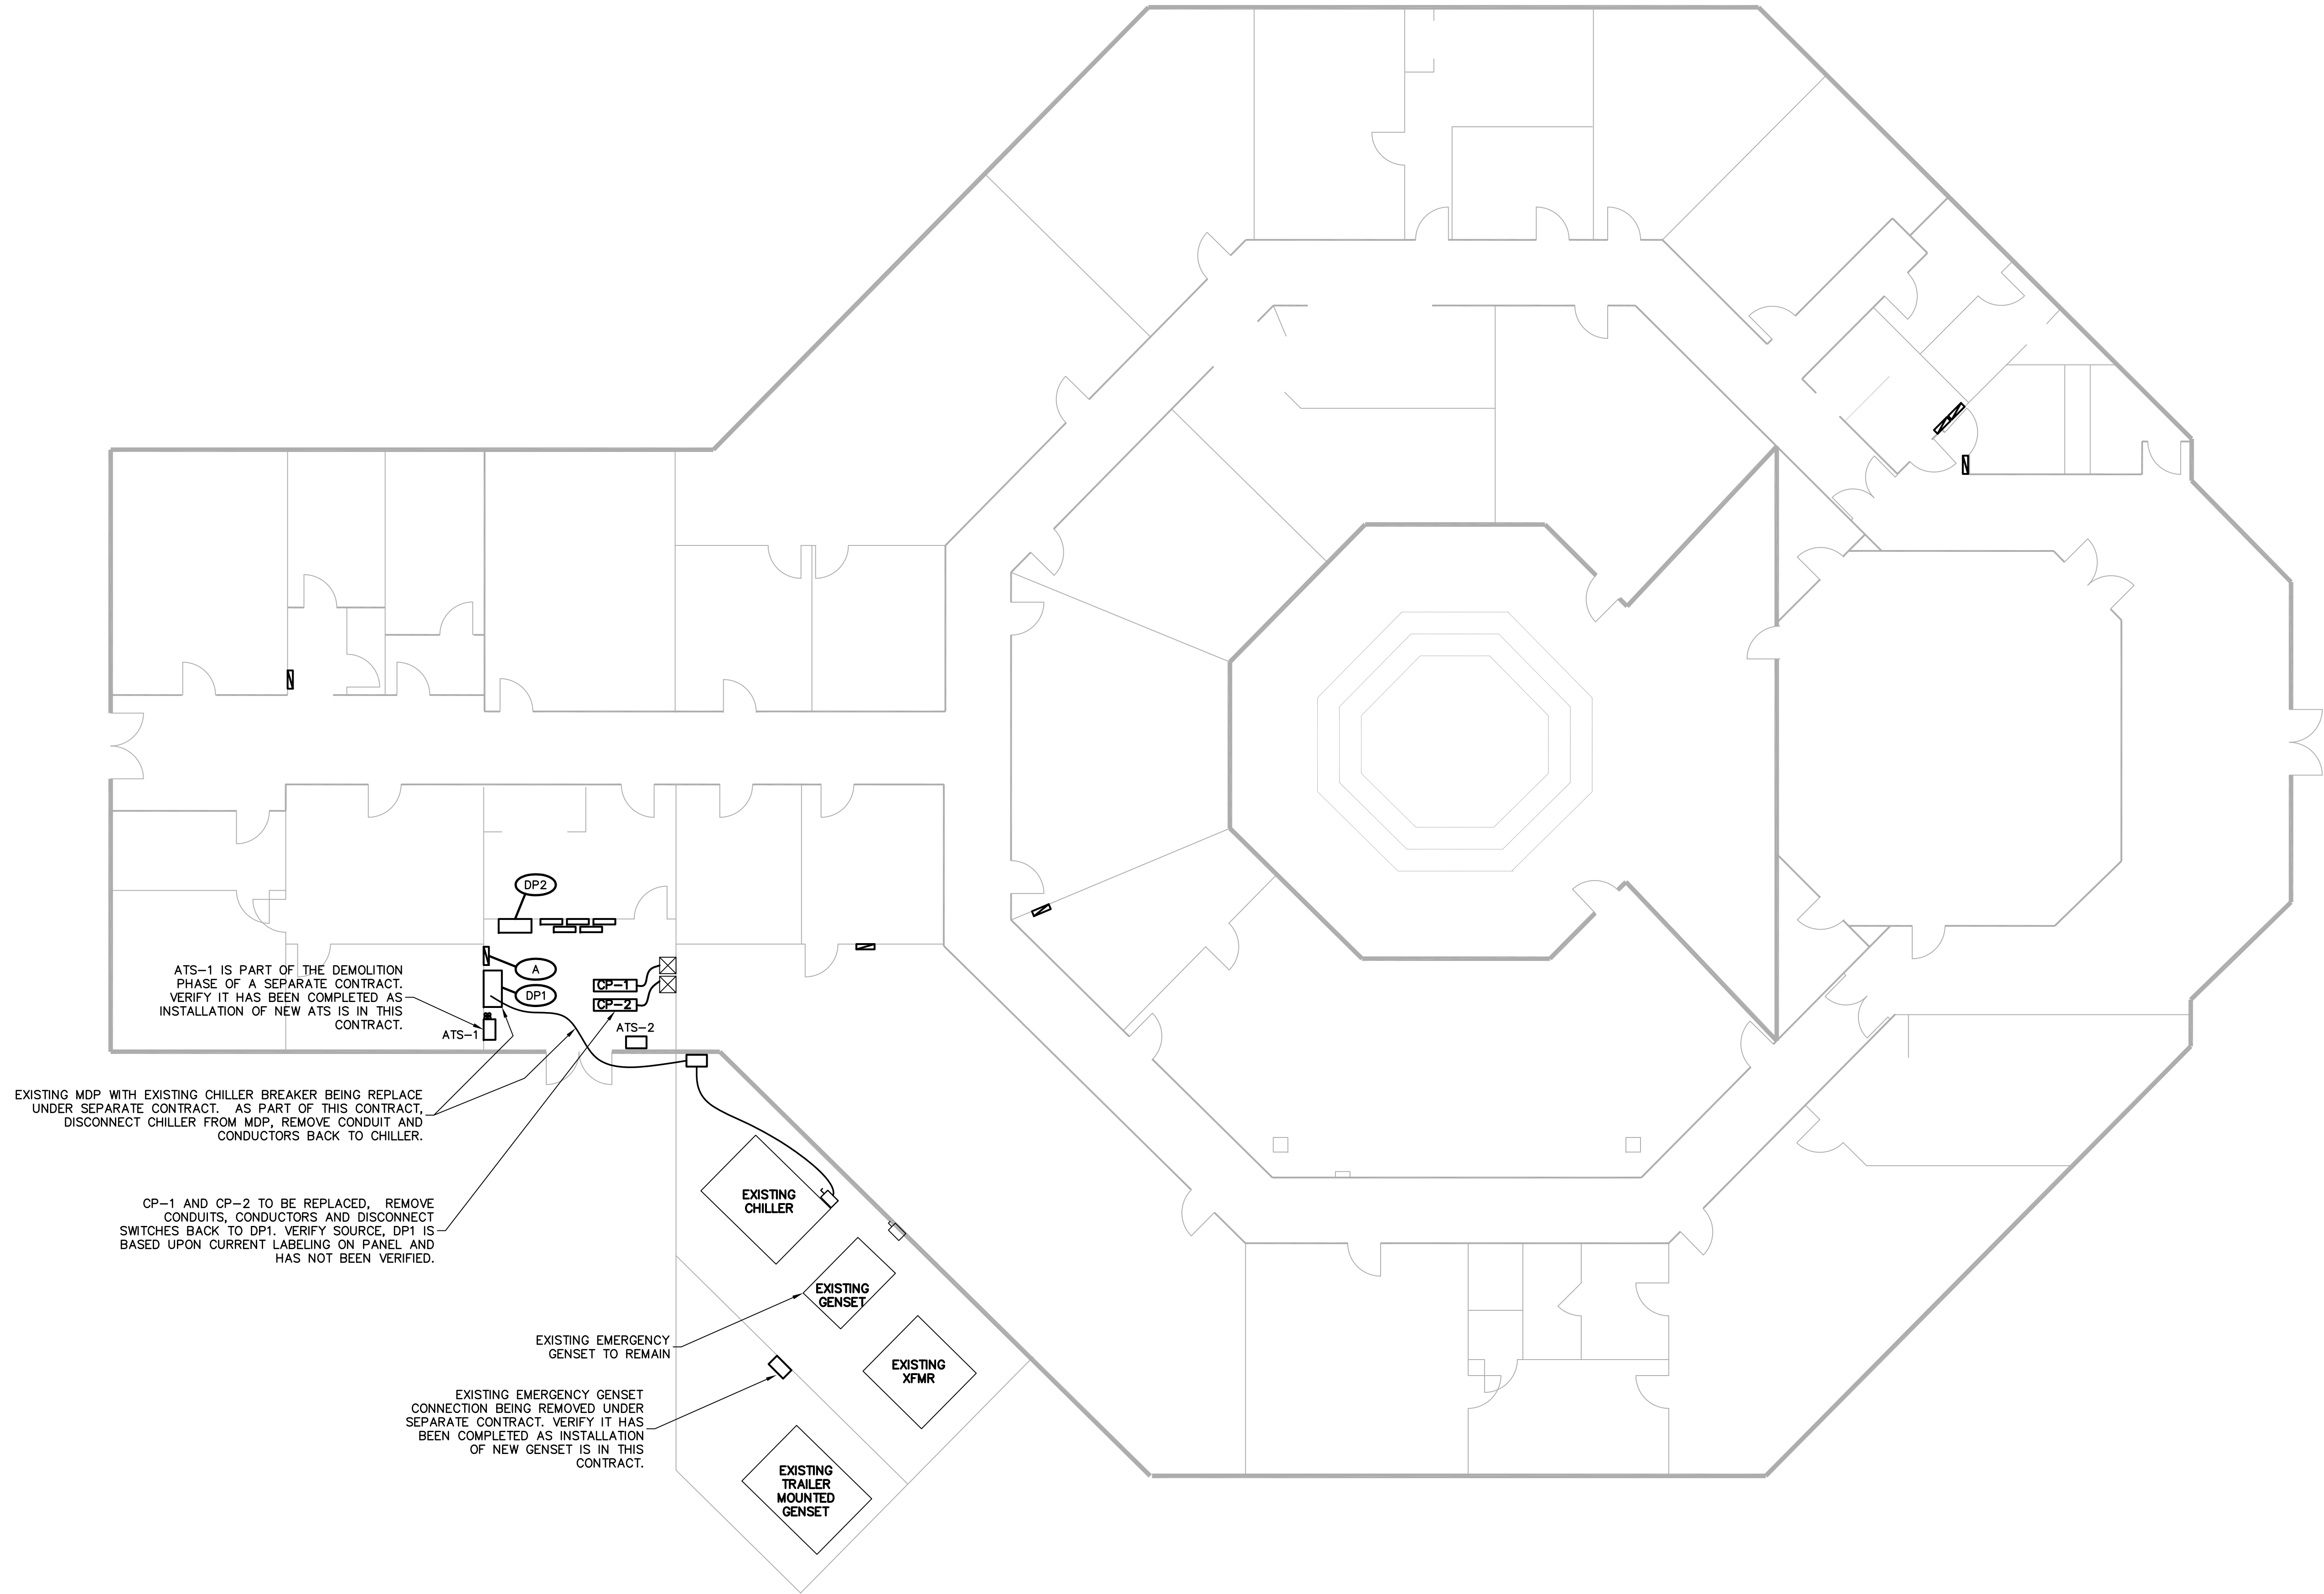 DP2
A
DP1
CP-1
CP-2
ATS-2
ATS-1
ATS-1 IS PART OF THE DEMOLITION
PHASE OF A SEPARATE CONTRACT.
VERIFY IT HAS BEEN COMPLETED AS
INSTALLATION OF NEW ATS IS IN THIS
CONTRACT.
EXISTING MDP WITH EXISTING CHILLER BREAKER BEING REPLACE
UNDER SEPARATE CONTRACT. AS PART OF THIS CONTRACT,
DISCONNECT CHILLER FROM MDP, REMOVE CONDUIT AND
CONDUCTORS BACK TO CHILLER.
CP-1 AND CP-2 TO BE REPLACED, REMOVE
CONDUITS, CONDUCTORS AND DISCONNECT
SWITCHES BACK TO DP1. VERIFY SOURCE, DP1 IS
BASED UPON CURRENT LABELING ON PANEL AND
HAS NOT BEEN VERIFIED.
EXISTING
CHILLER
EXISTING
GENSET
EXISTING EMERGENCY
GENSET TO REMAIN
EXISTING
XFMR
EXISTING EMERGENCY GENSET
CONNECTION BEING REMOVED UNDER
SEPARATE CONTRACT. VERIFY IT HAS
BEEN COMPLETED AS INSTALLATION
OF NEW GENSET IS IN THIS
CONTRACT.
EXISTING
TRAILER
MOUNTED
GENSET